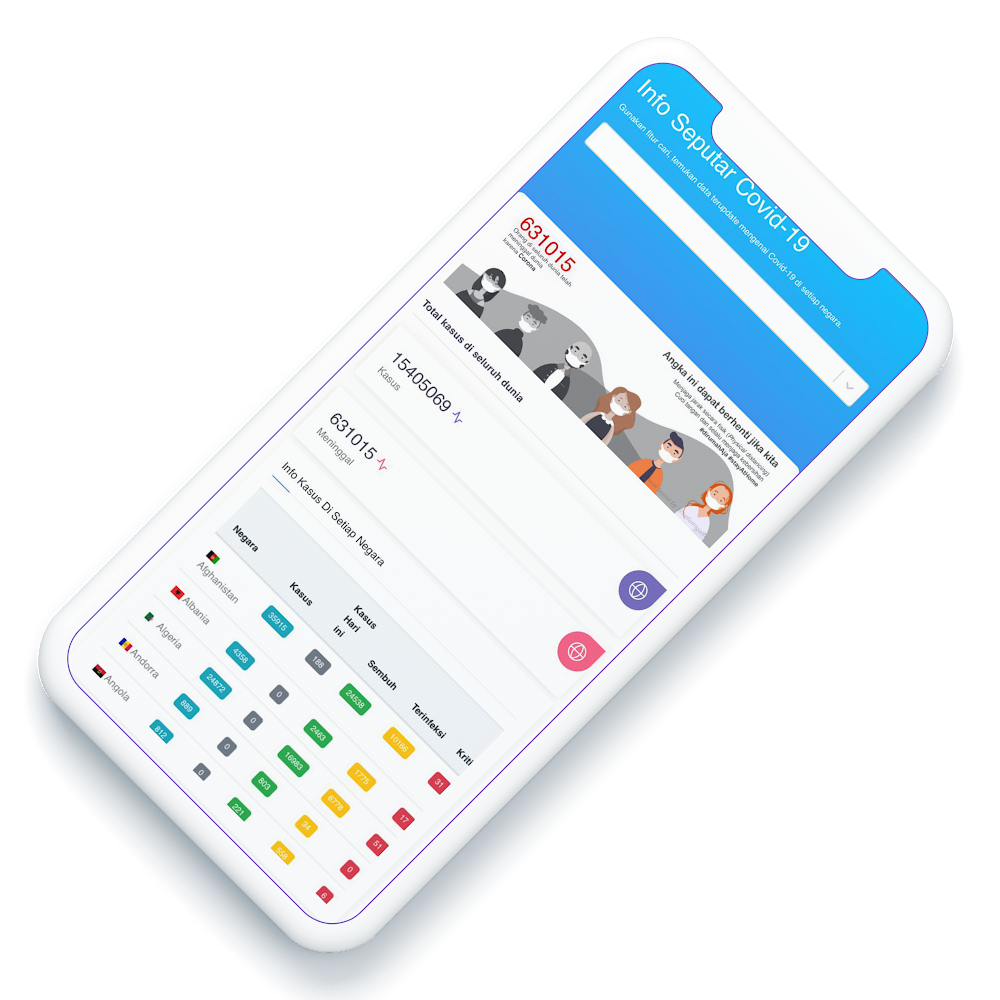 Info Seputar Covid-19
Gunakan fitur cari, temukan data terupdate mengenai Covid-19 di setiap negara.
631015
Orang di seluruh dunia telah
meninggal dunia
karena Corona
Angka ini dapat berhenti jika kita
Menjaga jarak secara fisik (Physical distancing)
Cuci tangan dan selalu menjaga kebersihan
#dirumahAja #stayAtHome
Total kasus di seluruh dunia
15405069
Kasus
631015
Meninggal
Info Kasus Di Setiap Negara
Negara Kasus Kasus Hari ini Sembuh Terinfeksi Kriti
Afghanistan 35915 188 24538 10166 31
Albania 4358 0 2463 1775 17
Algeria 24872 0 16983 6778 51
Andorra 889 0 803 34 0
Angola 812 0 221 558 6